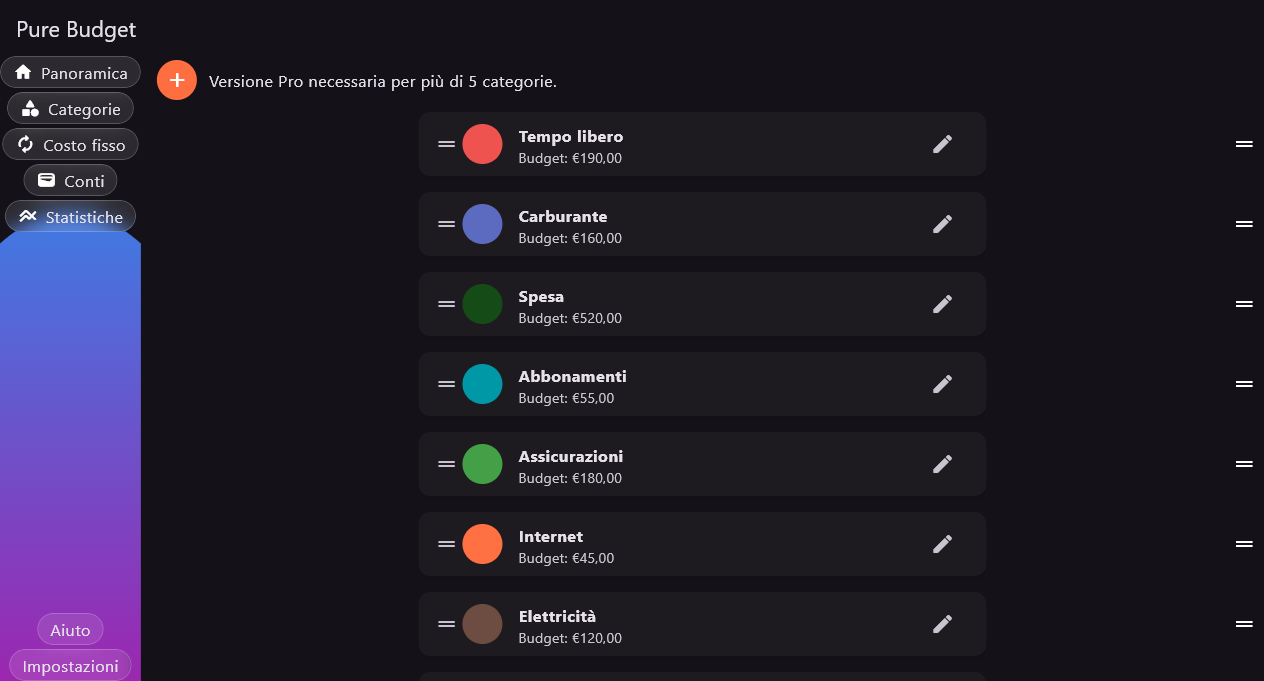 Pure Budget
Panoramica
Categorie
Costo fisso
Conti
Statistiche
Aiuto
Impostazioni
Versione Pro necessaria per più di 5 categorie.
Tempo libero
Budget: €190,00
Carburante
Budget: €160,00
Spesa
Budget: €520,00
Abbonamenti
Budget: €55,00
Assicurazioni
Budget: €180,00
Internet
Budget: €45,00
Elettricità
Budget: €120,00